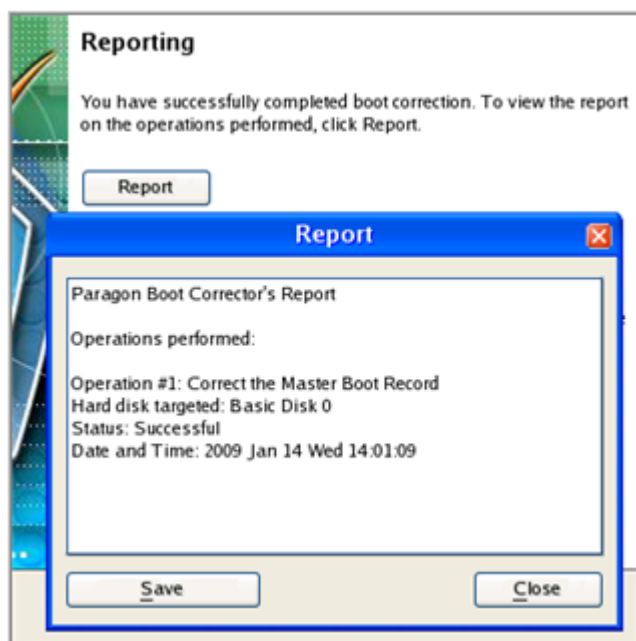 Reporting
You have successfully completed boot correction. To view the report
on the operations performed, click Report.
Report
Report
Paragon Boot Corrector's Report
Operations performed:
Operation #1: Correct the Master Boot Record
Hard disk targeted: Basic Disk 0
Status: Successful
Date and Time: 2009 Jan 14 Wed 14:01:09
Save
Close